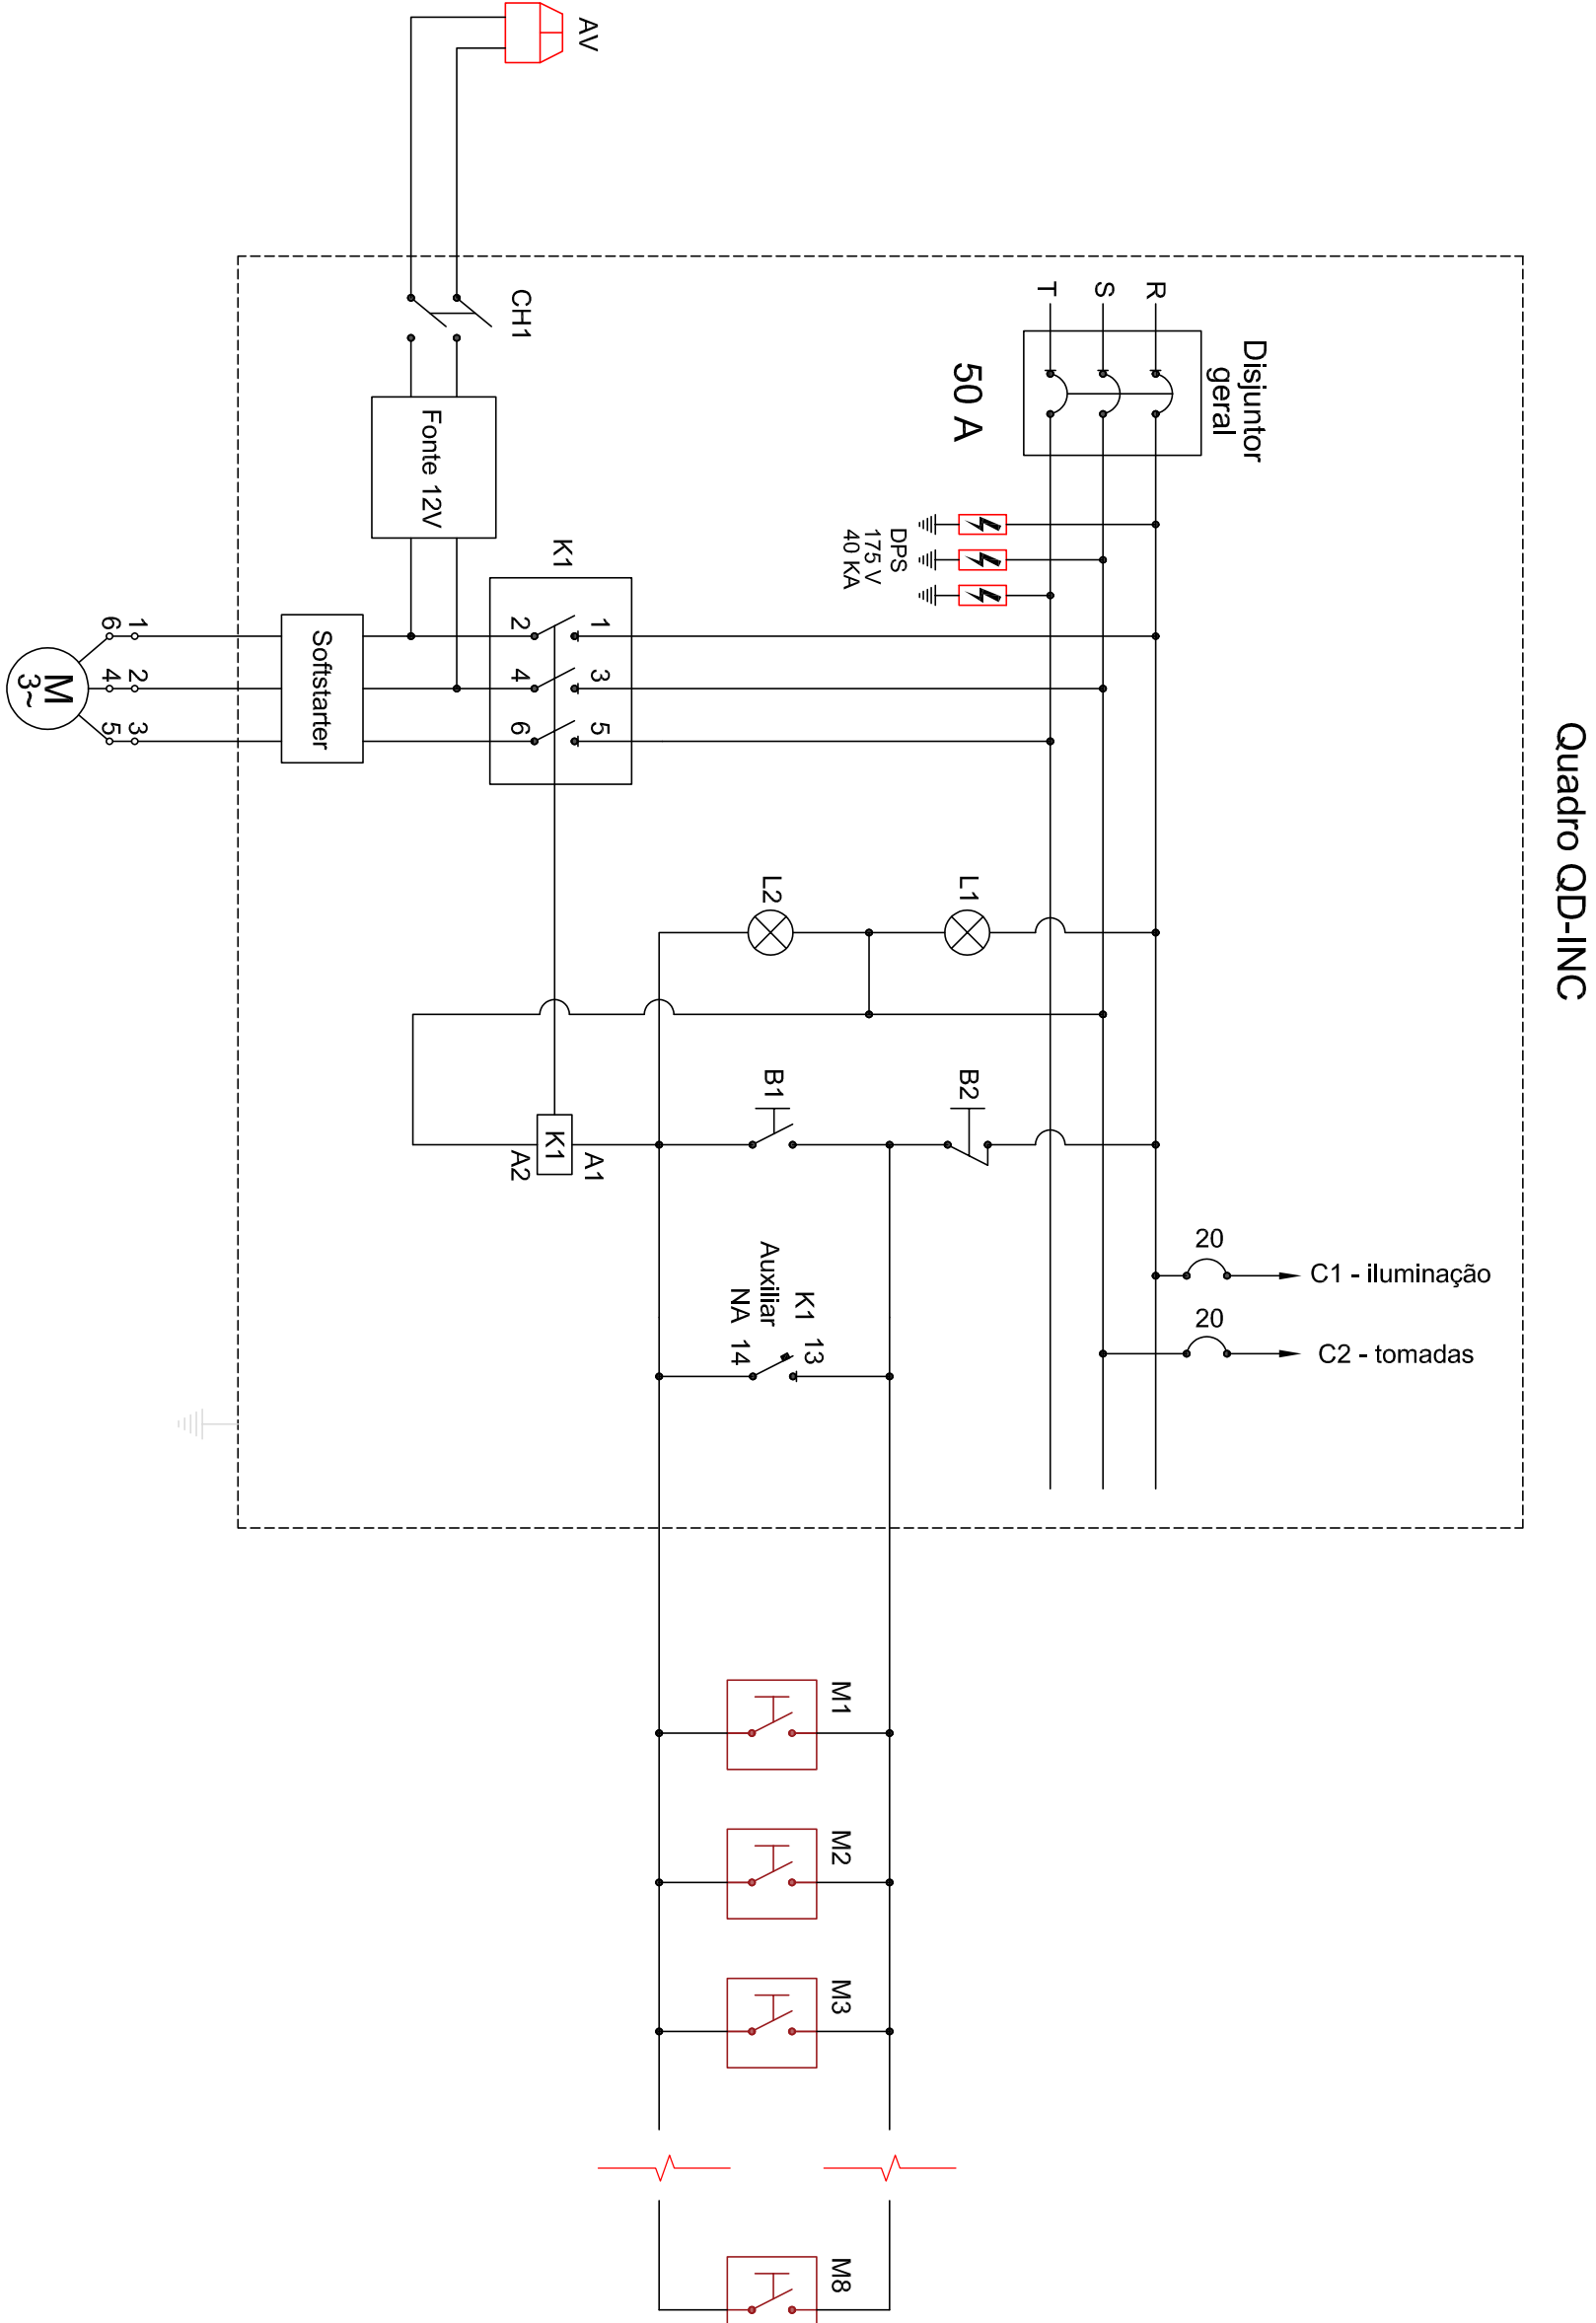 Quadro QD-INC
C1 - iluminação
20
C2 - tomadas
20
Disjuntor
geral
R
S
T
50 A
DPS
175 V
40 KA
AV
CH1
Fonte 12V
K1
1
3
5
2
4
6
Softstarter
1
2
3
6
4
5
M
3~
L1
L2
B2
B1
A1
K1
A2
K1
13
Auxiliar
NA
14
M1
M2
M3
M8